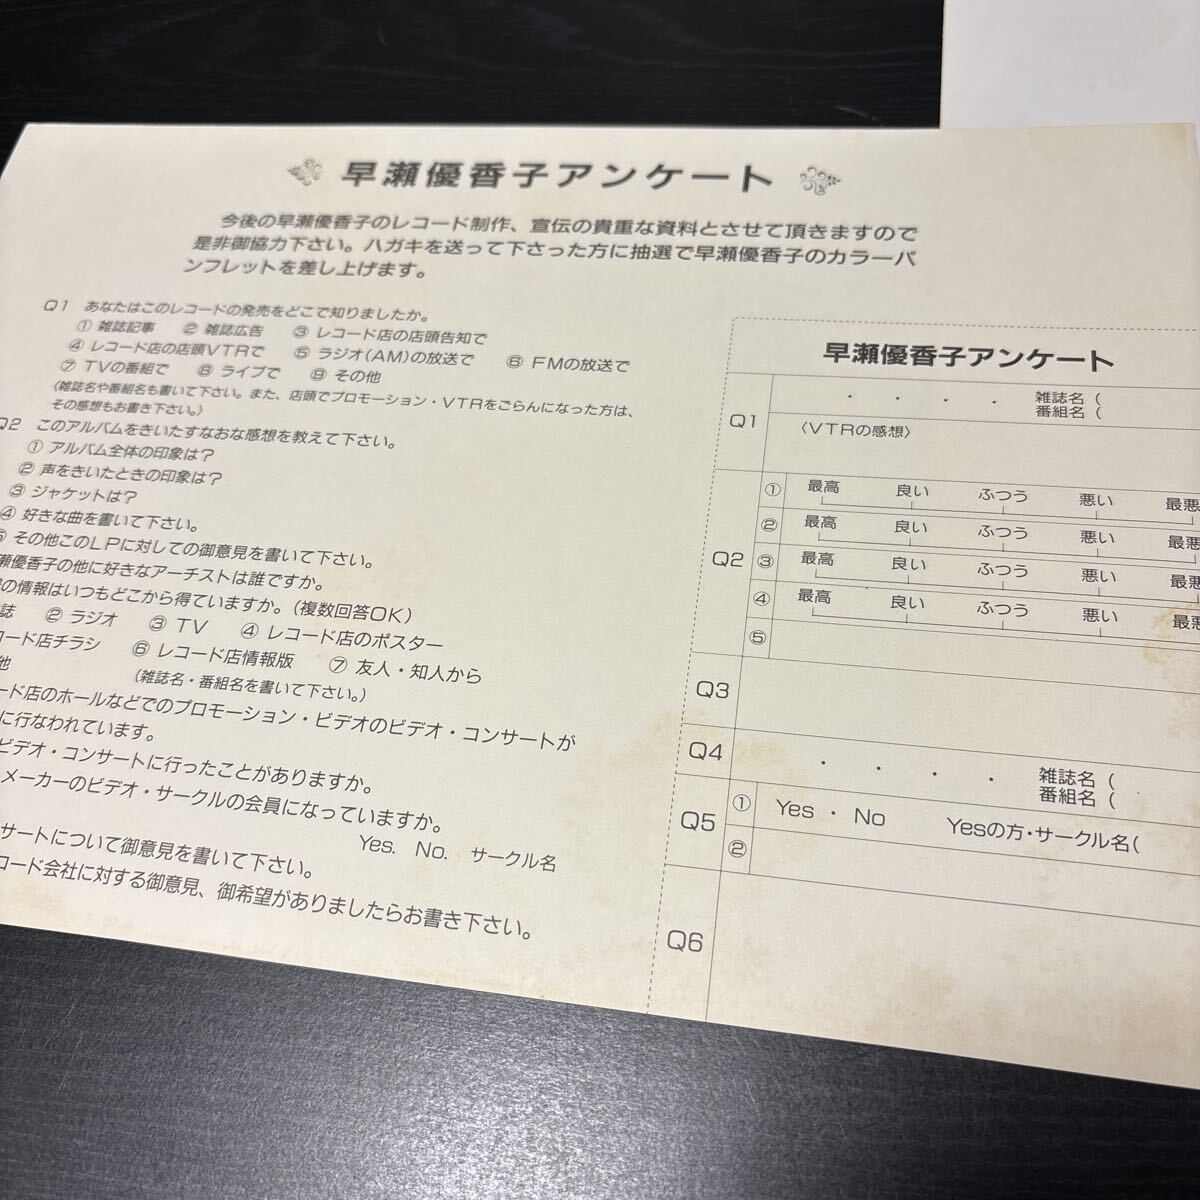 早瀬優香子アンケート
今後の早瀬優香子のレコード制作、宣伝の貴重な資料とさせて頂きますので
是非御協力下さい。ハガキを送って下さった方に抽選で早瀬優香子のカラーパ
ンフレットを差し上げます。
Q1 あなたはこのレコードの発売をどこで知りましたか。
① 雑誌記事 ② 雑誌広告 ③ レコード店の店頭告知で
④ レコード店の店頭VTRで ⑤ ラジオ(AM)の放送で ⑥ FMの放送で
⑦ TVの番組で ⑧ ライブで ⑨ その他
〈雑誌名や番組名も書いて下さい。また、店頭でプロモーション・VTRをごらんになった方は、
その感想もお書き下さい。〉
Q2 このアルバムをきいたすなおな感想を教えて下さい。
① アルバム全体の印象は?
② 声をきいたときの印象は?
③ ジャケットは?
④ 好きな曲を書いて下さい。
⑤ その他このLPに対しての御意見を書いて下さい。
瀬優香子の他に好きなアーチストは誰ですか。
の情報はいつもどこから得ていますか。(複数回答OK)
誌 ② ラジオ ③ TV ④ レコード店のポスター
コード店チラシ ⑥ レコード店情報版 ⑦ 友人・知人から
他 (雑誌名・番組名を書いて下さい。)
ード店のホールなどでのプロモーション・ビデオのビデオ・コンサートが
に行なわれています。
ビデオ・コンサートに行ったことがありますか。
メーカーのビデオ・サークルの会員になっていますか。
Yes. No. サークル名
サートについて御意見を書いて下さい。
コード会社に対する御意見、御希望がありましたらお書き下さい。
早瀬優香子アンケート
Q1 ・ ・ ・ ・ 雑誌名 (
番組名 (
〈VTRの感想〉
Q2
① 最高 良い ふつう 悪い 最悪
② 最高 良い ふつう 悪い 最悪
③ 最高 良い ふつう 悪い 最悪
④ 最高 良い ふつう 悪い 最悪
⑤
Q3
Q4 ・ ・ ・ ・ 雑誌名 (
番組名 (
Q5 ① Yes ・ No Yesの方・サークル名(
②
Q6